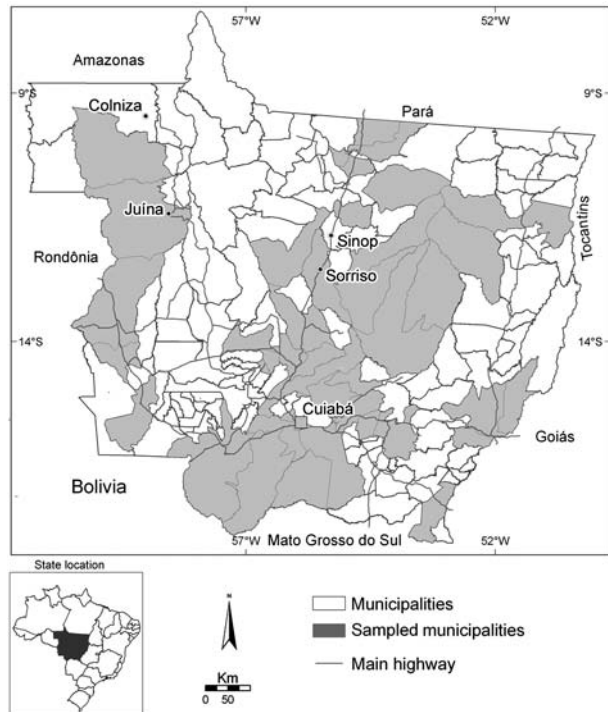 57°W 52°W
Amazonas
9°S 9°S
Colniza
Pará
Juína
Tocantins
Sinop
Rondônia
Sorriso
14°S 14°S
Cuiabá
Goiás
Bolivia
Mato Grosso do Sul
57°W 52°W
State location
N
Municipalities
Sampled municipalities
Km
Main highway
0 50